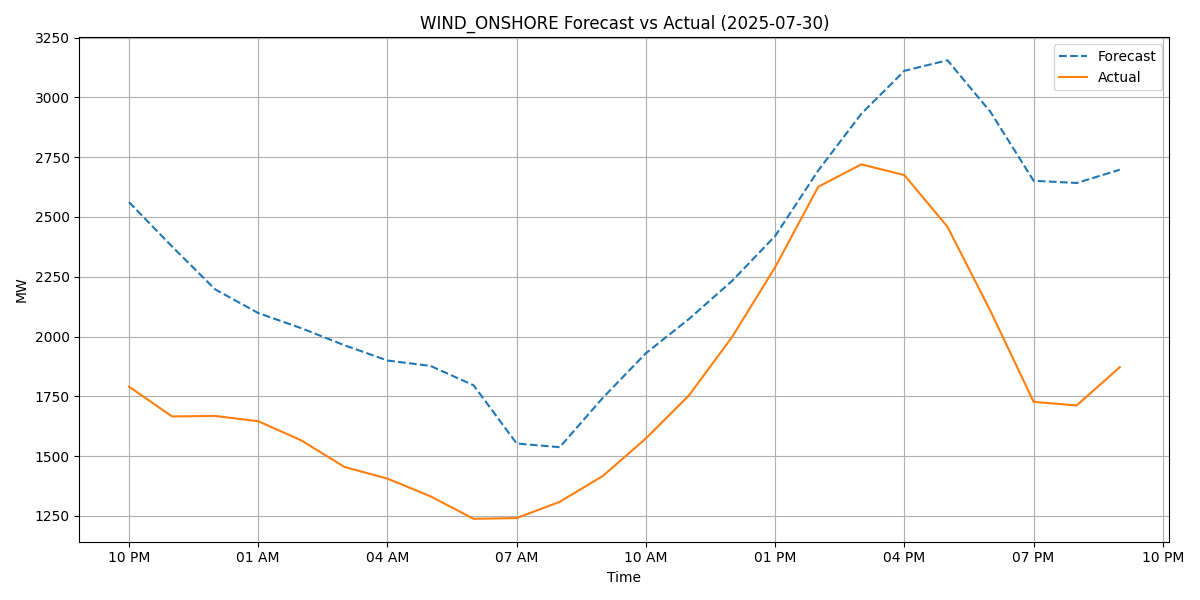 WIND_ONSHORE Forecast vs Actual (2025-07-30)
Forecast
Actual
3250
3000
2750
2500
2250
2000
1750
1500
1250
MW
10 PM 01 AM 04 AM 07 AM 10 AM 01 PM 04 PM 07 PM 10 PM
Time